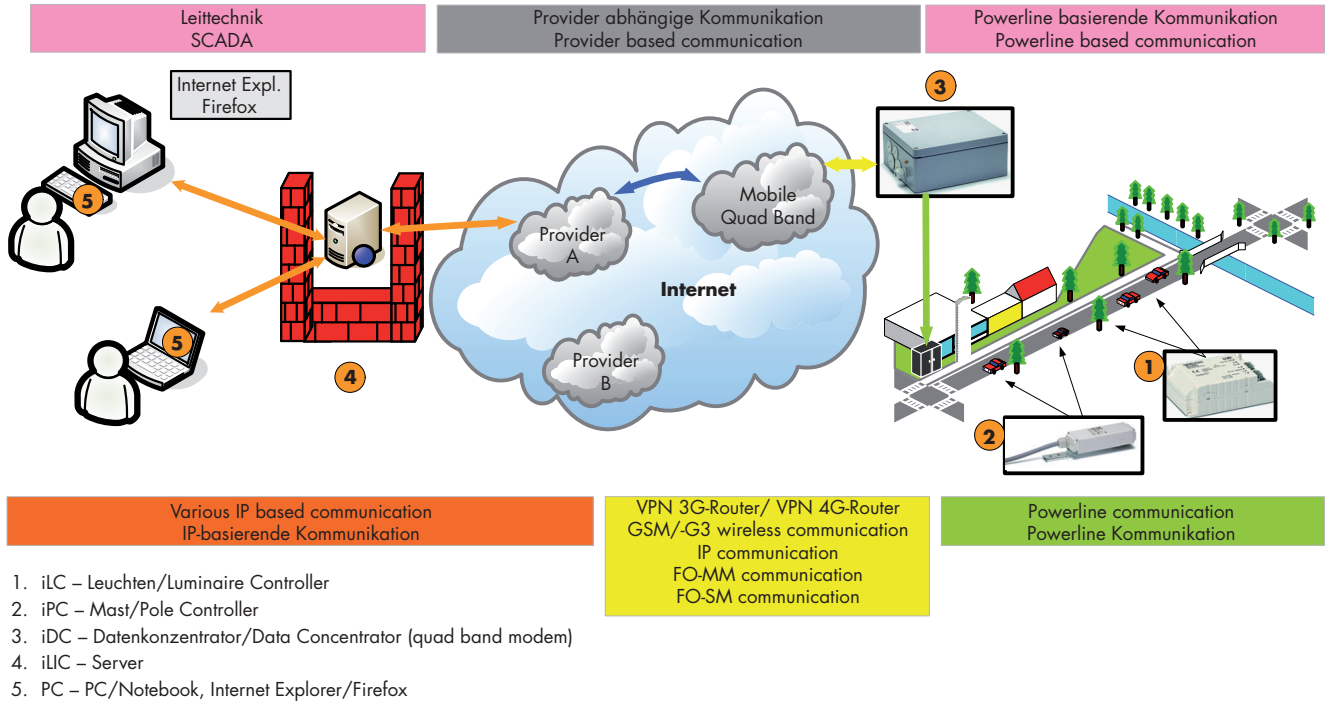 Leittechnik
SCADA
Provider abhängige Kommunikation
Provider based communication
Powerline basierende Kommunikation
Powerline based communication
Internet Expl.
Firefox
3
5
Mobile
Quad Band
Provider
A
Internet
5
4
Provider
B
1
2
Various IP based communication
IP-basierende Kommunikation
VPN 3G-Router/ VPN 4G-Router
GSM/-G3 wireless communication
IP communication
FO-MM communication
FO-SM communication
Powerline communication
Powerline Kommunikation
1. iLC – Leuchten/Luminaire Controller
2. iPC – Mast/Pole Controller
3. iDC – Datenkonzentrator/Data Concentrator (quad band modem)
4. iLIC – Server
5. PC – PC/Notebook, Internet Explorer/Firefox